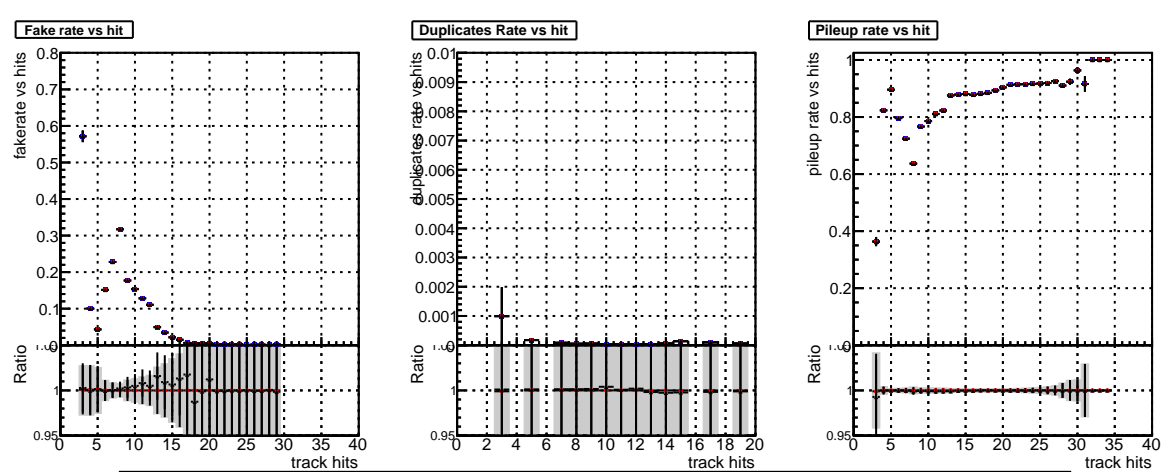 Fake rate vs hit
fakerate vs hits
0.8
0.7
0.6
0.5
0.4
0.3
0.2
0.1
0
Ratio
1
0.95
0 5 10 15 20 25 30 35 40
track hits
Duplicates Rate vs hit
duplicates rate vs hits
0.01
0.009
0.008
0.007
0.006
0.005
0.004
0.003
0.002
0.001
0
Ratio
1
0.95
0 2 4 6 8 10 12 14 16 18 20
track hits
Pileup rate vs hit
pileup rate vs hits
1
0.8
0.6
0.4
0.2
0
Ratio
1
0.95
0 5 10 15 20 25 30 35 40
track hits